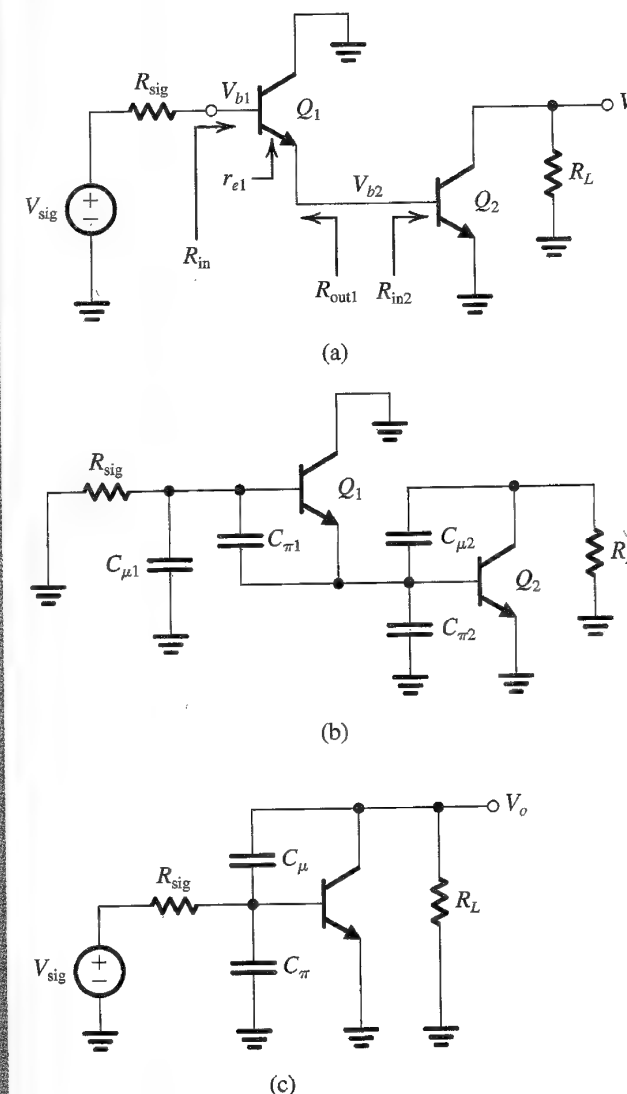 R_sig
V_b1
Q_1
r_e1
V_b2
Q_2
R_L
V_sig
R_in
R_out1
R_in2
+
−
(a)
R_sig
Q_1
C_μ1
C_π1
C_μ2
C_π2
Q_2
(b)
V_o
C_μ
R_sig
R_L
V_sig
+
−
C_π
(c)